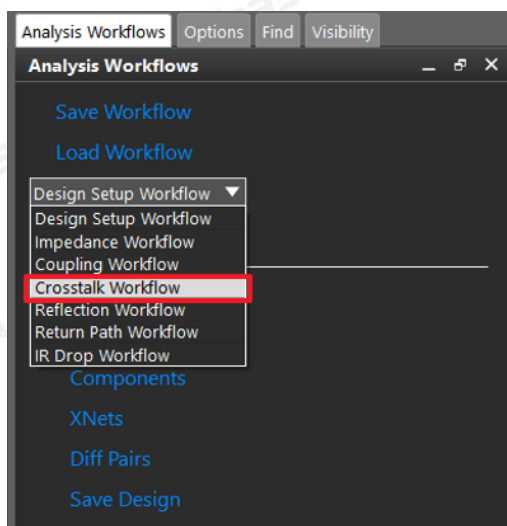 Analysis Workflows Options Find Visibility
Analysis Workflows
Save Workflow
Load Workflow
Design Setup Workflow
Design Setup Workflow
Impedance Workflow
Coupling Workflow
Crosstalk Workflow
Reflection Workflow
Return Path Workflow
IR Drop Workflow
Components
XNets
Diff Pairs
Save Design